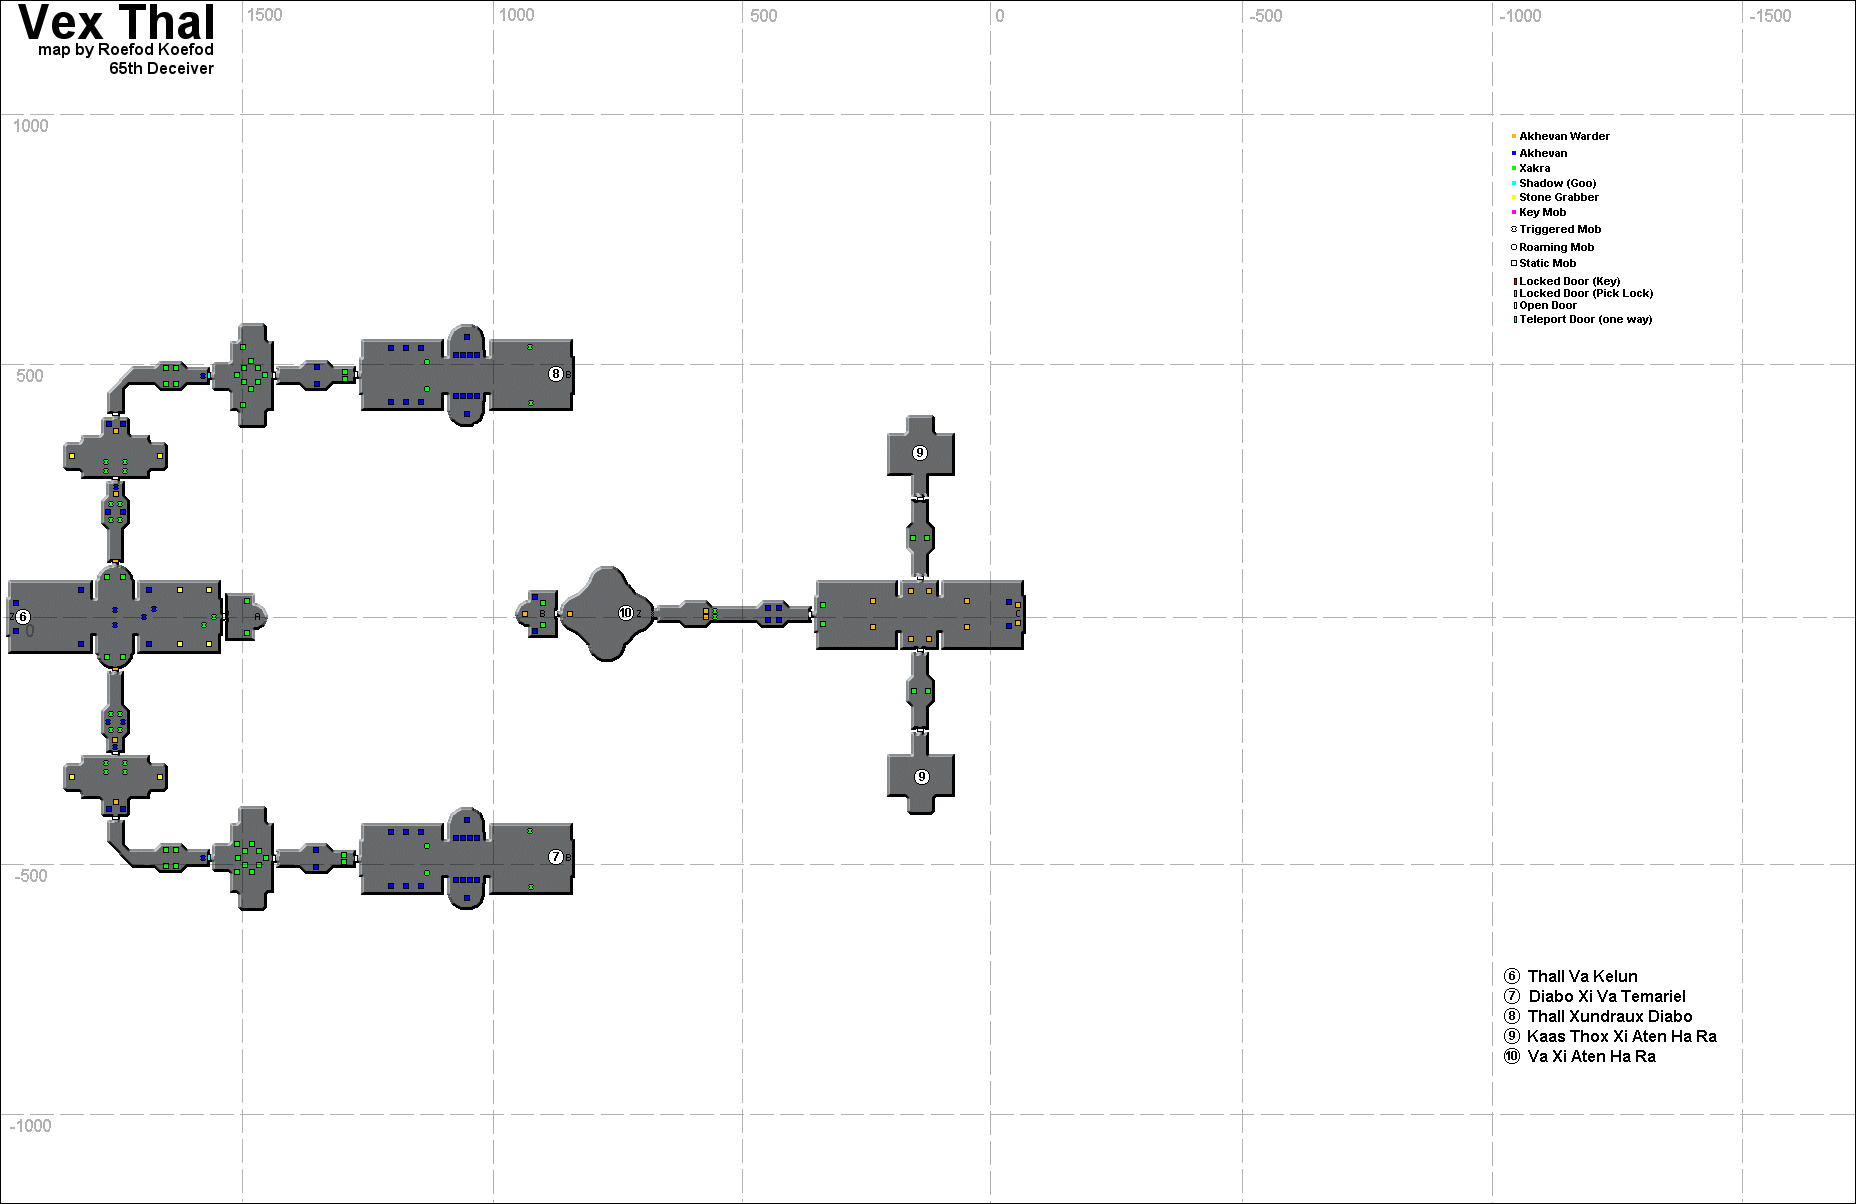 Vex Thal
map by Roefod Koefod
65th Deceiver
1500
1000
500
0
-500
-1000
-1500
1000
Akhevan Warder
Akhevan
Xakra
Shadow (Goo)
Stone Grabber
Key Mob
Triggered Mob
Roaming Mob
Static Mob
Locked Door (Key)
Locked Door (Pick Lock)
Open Door
Teleport Door (one way)
500
8 B
9
Z 6 0
A
B
10 Z
C
9
7 B
-500
6 Thall Va Kelun
7 Diabo Xi Va Temariel
8 Thall Xundraux Diabo
9 Kaas Thox Xi Aten Ha Ra
10 Va Xi Aten Ha Ra
-1000